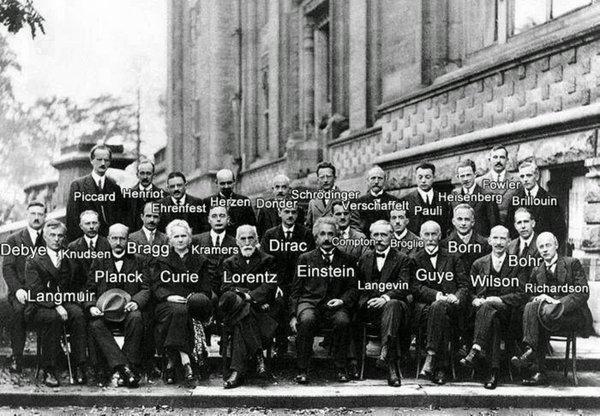 Piccard
Henriot
Ehrenfest
Herzen
Donder
Schrödinger
Verschaffelt
Pauli
Heisenberg
Fowler
Brillouin
Debye
Knudsen
Bragg
Kramers
Dirac
Compton
Broglie
Born
Bohr
Langmuir
Planck
Curie
Lorentz
Einstein
Langevin
Guye
Wilson
Richardson